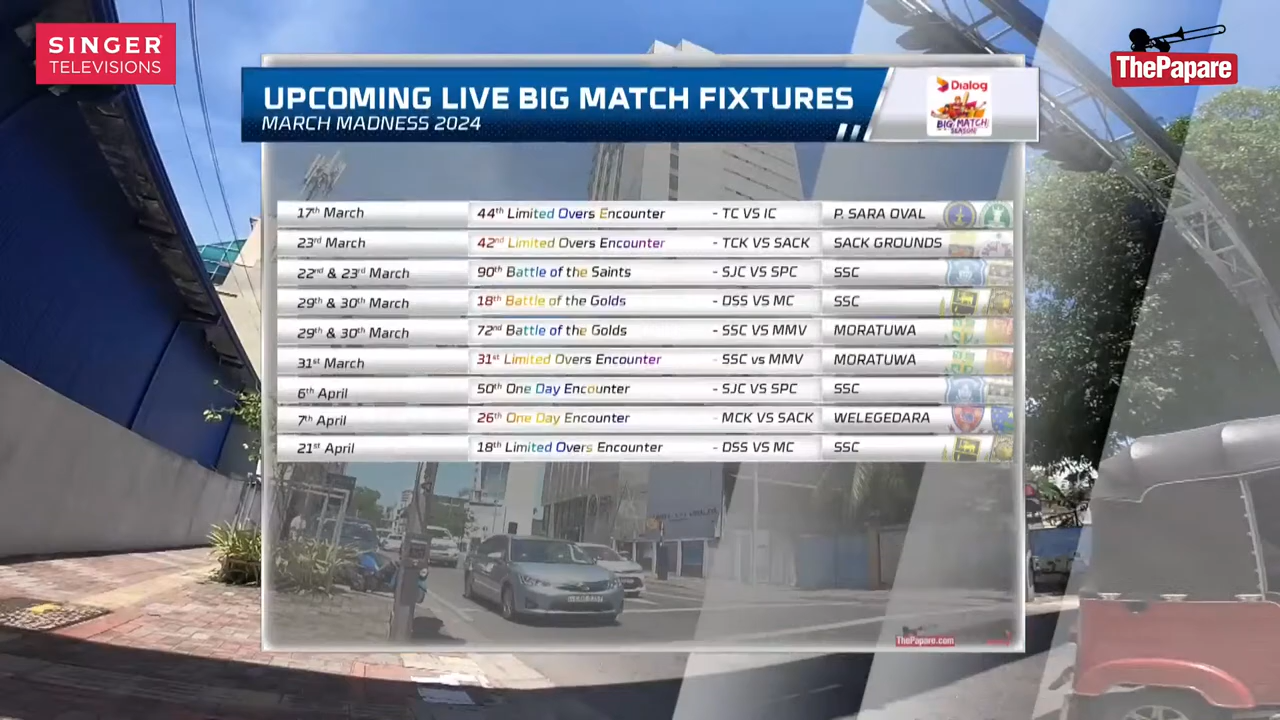 SINGER
TELEVISIONS
ThePapare
UPCOMING LIVE BIG MATCH FIXTURES
MARCH MADNESS 2024
Dialog
BIG MATCH
SEASON
17th March 44th Limited Overs Encounter - TC VS IC P. SARA OVAL
23rd March 42nd Limited Overs Encounter - TCK VS SACK SACK GROUNDS
22nd & 23rd March 90th Battle of the Saints - SJC VS SPC SSC
29th & 30th March 18th Battle of the Golds - DSS VS MC SSC
29th & 30th March 72nd Battle of the Golds - SSC VS MMV MORATUWA
31st March 31st Limited Overs Encounter - SSC vs MMV MORATUWA
6th April 50th One Day Encounter - SJC VS SPC SSC
7th April 26th One Day Encounter - MCK VS SACK WELEGEDARA
21st April 18th Limited Overs Encounter - DSS VS MC SSC
ThePapare.com